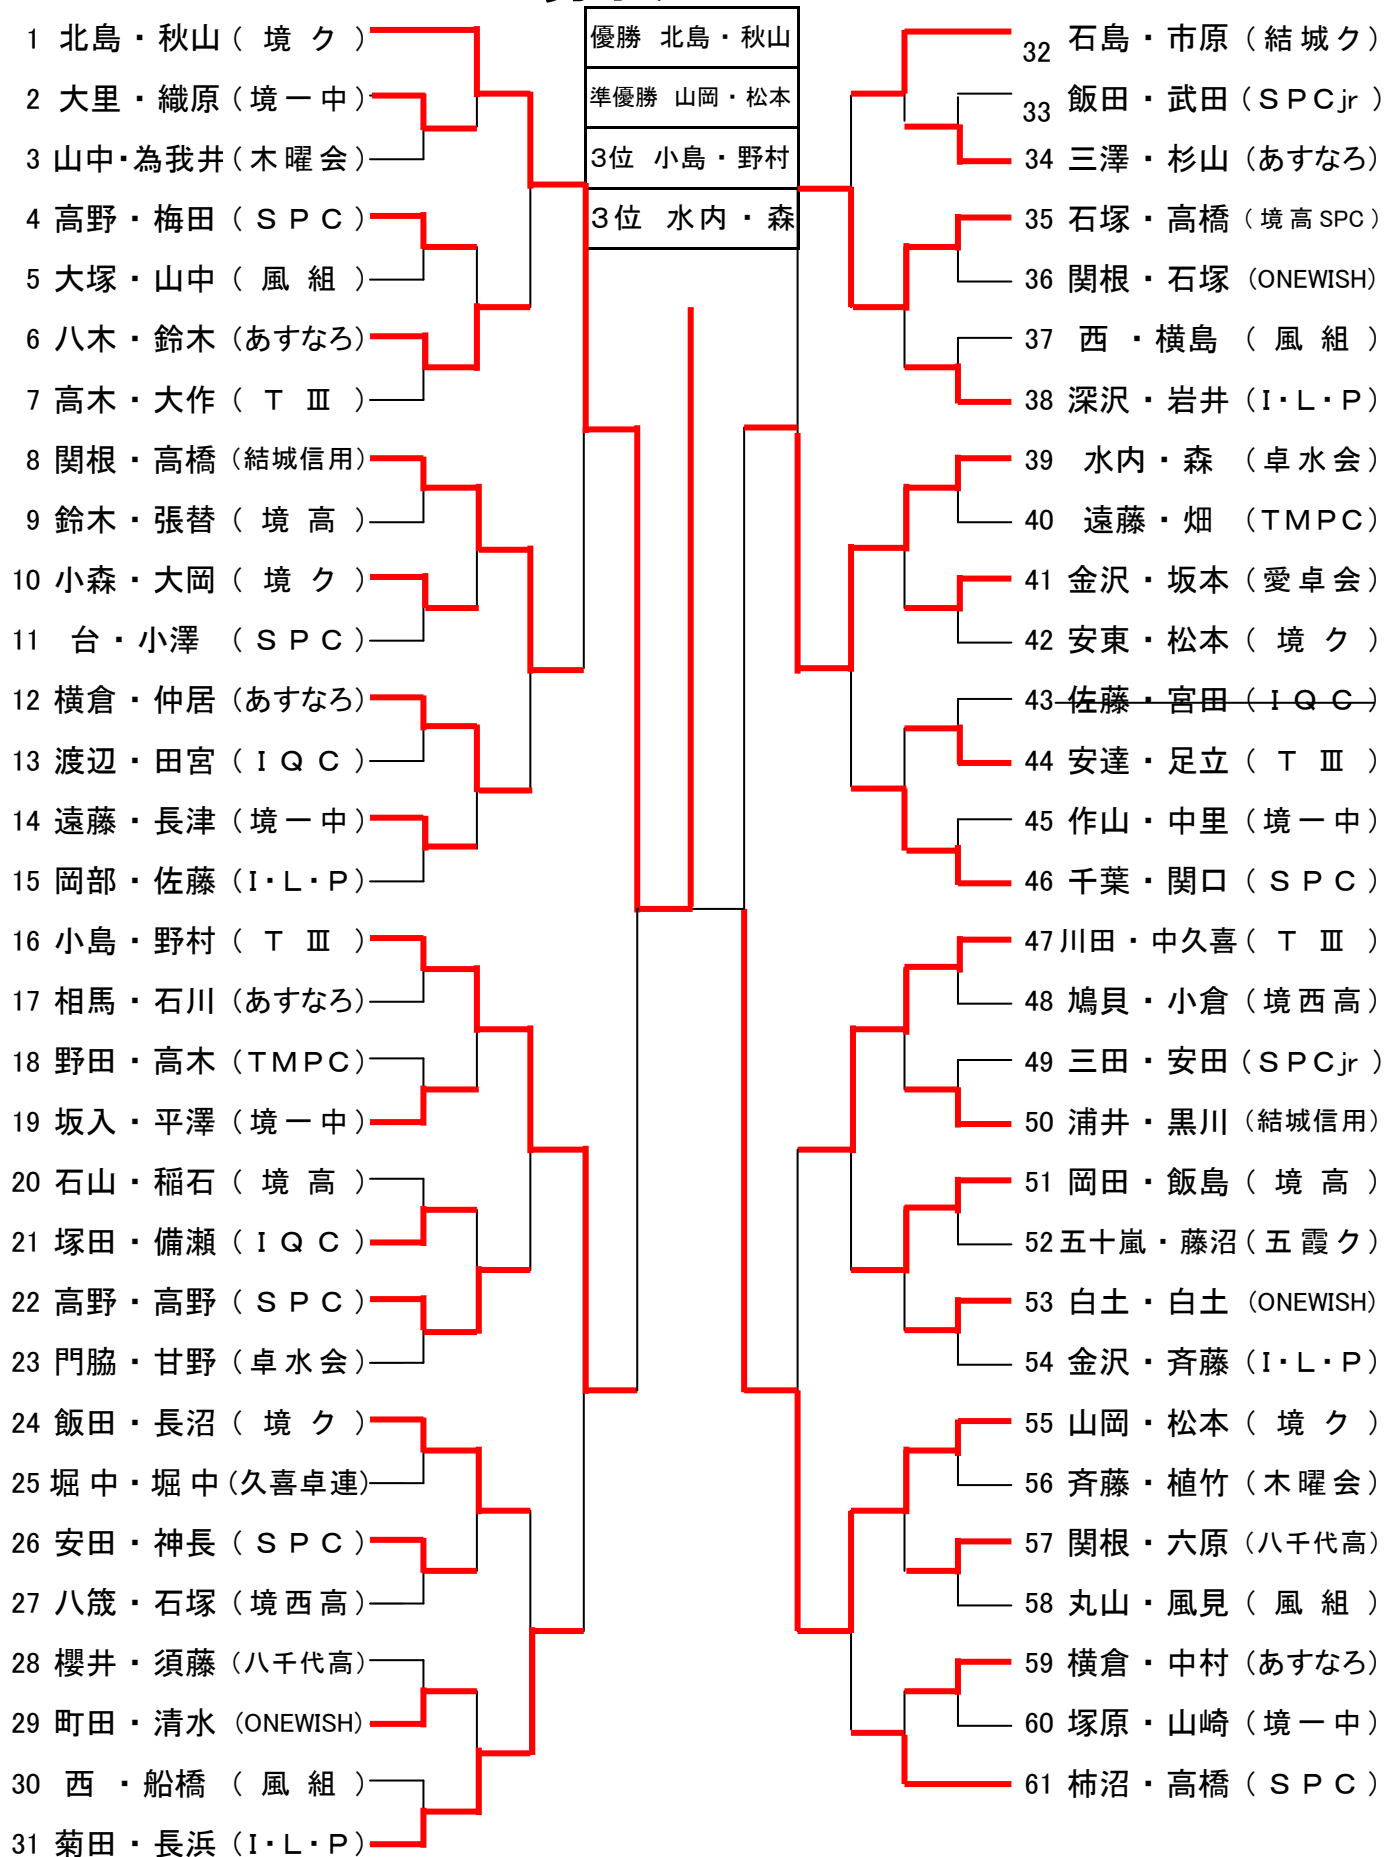 優勝 北島・秋山
準優勝 山岡・松本
3位 小島・野村
3位 水内・森
1 北島・秋山(境ク)
2 大里・織原(境一中)
3 山中・為我井(木曜会)
4 高野・梅田(SPC)
5 大塚・山中(風組)
6 八木・鈴木(あすなろ)
7 高木・大作(TⅢ)
8 関根・高橋(結城信用)
9 鈴木・張替(境高)
10 小森・大岡(境ク)
11 台・小澤(SPC)
12 横倉・仲居(あすなろ)
13 渡辺・田宮(IQC)
14 遠藤・長津(境一中)
15 岡部・佐藤(I・L・P)
16 小島・野村(TⅢ)
17 相馬・石川(あすなろ)
18 野田・高木(TMPC)
19 坂入・平澤(境一中)
20 石山・稲石(境高)
21 塚田・備瀬(IQC)
22 高野・高野(SPC)
23 門脇・甘野(卓水会)
24 飯田・長沼(境ク)
25 堀中・堀中(久喜卓連)
26 安田・神長(SPC)
27 八筬・石塚(境西高)
28 櫻井・須藤(八千代高)
29 町田・清水(ONEWISH)
30 西・船橋(風組)
31 菊田・長浜(I・L・P)
32 石島・市原(結城ク)
33 飯田・武田(SPCjr)
34 三澤・杉山(あすなろ)
35 石塚・高橋(境高SPC)
36 関根・石塚(ONEWISH)
37 西・横島(風組)
38 深沢・岩井(I・L・P)
39 水内・森(卓水会)
40 遠藤・畑(TMPC)
41 金沢・坂本(愛卓会)
42 安東・松本(境ク)
43 佐藤・宮田(IQC)
44 安達・足立(TⅢ)
45 作山・中里(境一中)
46 千葉・関口(SPC)
47 川田・中久喜(TⅢ)
48 鳩貝・小倉(境西高)
49 三田・安田(SPCjr)
50 浦井・黒川(結城信用)
51 岡田・飯島(境高)
52 五十嵐・藤沼(五霞ク)
53 白土・白土(ONEWISH)
54 金沢・斉藤(I・L・P)
55 山岡・松本(境ク)
56 斉藤・植竹(木曜会)
57 関根・六原(八千代高)
58 丸山・風見(風組)
59 横倉・中村(あすなろ)
60 塚原・山崎(境一中)
61 柿沼・高橋(SPC)